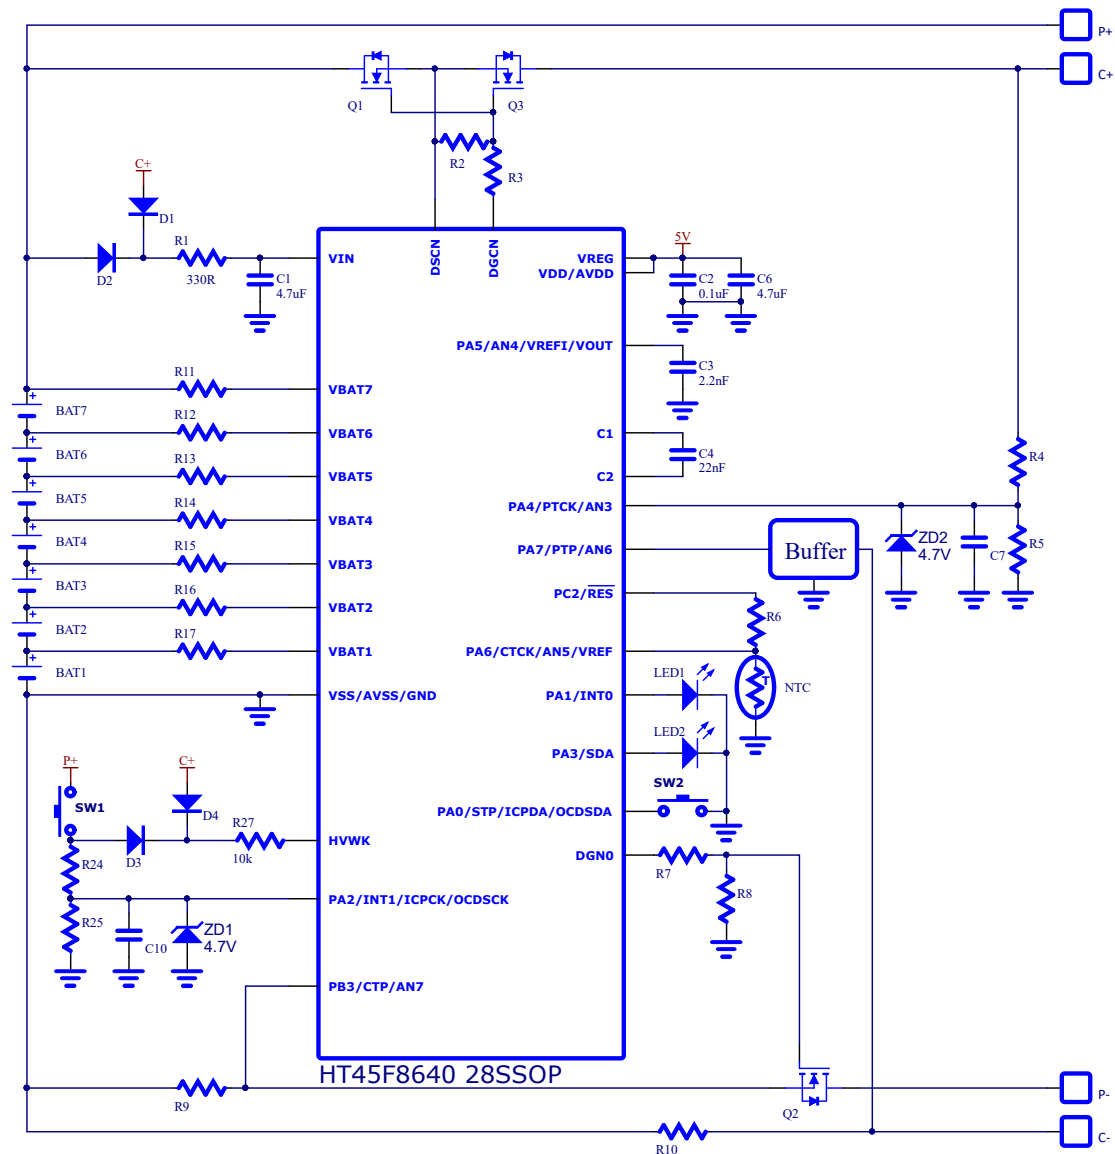 P+
C+
Q1
Q3
R2
R3
C+
D1
R1
D2
330R
C1
4.7uF
VIN
DSCN
DGCN
VREG
VDD/AVDD
5V
C2
0.1uF
C6
4.7uF
PA5/AN4/VREFI/VOUT
C3
2.2nF
R11
VBAT7
+
BAT7
R12
VBAT6
C1
+
BAT6
C4
22nF
R4
R13
VBAT5
C2
+
BAT5
R14
PA4/PTCK/AN3
VBAT4
+
BAT4
ZD2
4.7V
C7
R5
R15
PA7/PTP/AN6
Buffer
VBAT3
+
BAT3
R16
PC2/RES
VBAT2
R6
+
BAT2
R17
VBAT1
PA6/CTCK/AN5/VREF
+
BAT1
LED1
T
NTC
VSS/AVSS/GND
PA1/INT0
LED2
PA3/SDA
P+
C+
SW1
D4
SW2
PA0/STP/ICPDA/OCDSDA
R27
10k
D3
HVWK
DGN0
R24
R7
R8
PA2/INT1/ICPCK/OCDSCK
R25
C10
ZD1
4.7V
PB3/CTP/AN7
HT45F8640 28SSOP
R9
Q2
P-
R10
C-